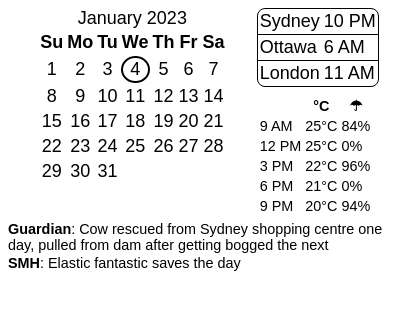 January 2023
Su Mo Tu We Th Fr Sa
1 2 3 4 5 6 7
8 9 10 11 12 13 14
15 16 17 18 19 20 21
22 23 24 25 26 27 28
29 30 31
Sydney 10 PM
Ottawa 6 AM
London 11 AM
°C ☂
9 AM 25°C 84%
12 PM 25°C 0%
3 PM 22°C 96%
6 PM 21°C 0%
9 PM 20°C 94%
Guardian: Cow rescued from Sydney shopping centre one
day, pulled from dam after getting bogged the next
SMH: Elastic fantastic saves the day